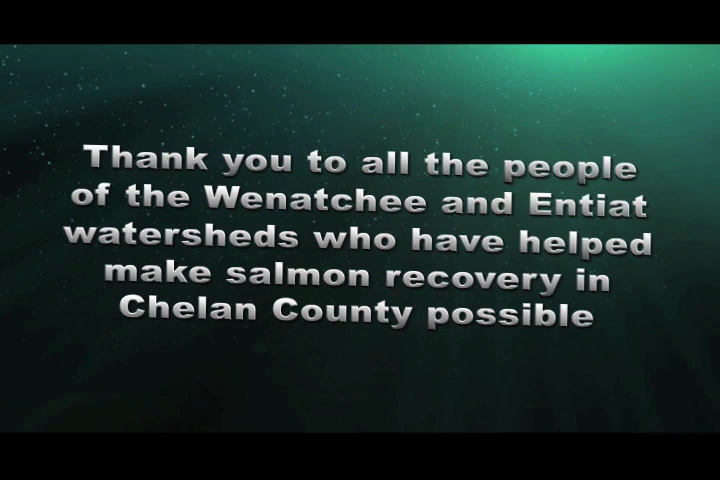 Thank you to all the people
of the Wenatchee and Entiat
watersheds who have helped
make salmon recovery in
Chelan County possible